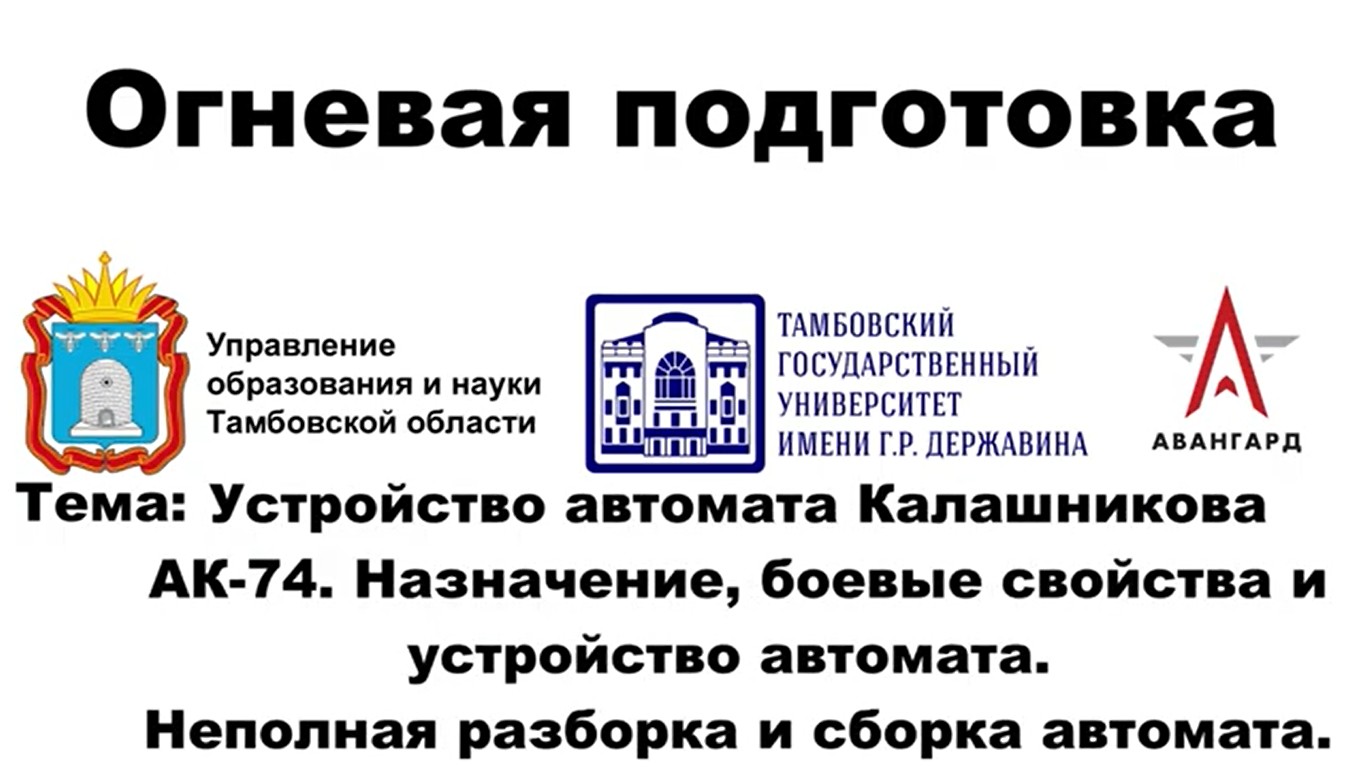 Огневая подготовка
Управление
образования и науки
Тамбовской области
ТАМБОВСКИЙ
ГОСУДАРСТВЕННЫЙ
УНИВЕРСИТЕТ
ИМЕНИ Г.Р. ДЕРЖАВИНА
АВАНГАРД
Тема: Устройство автомата Калашникова
АК-74. Назначение, боевые свойства и
устройство автомата.
Неполная разборка и сборка автомата.